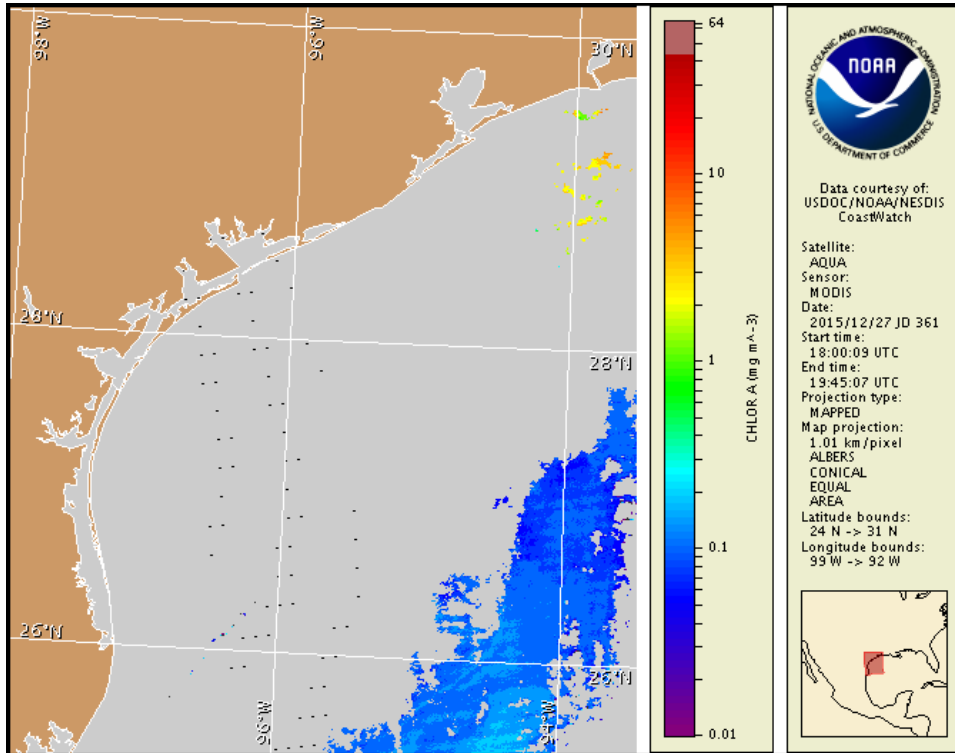 98°W
96°W
30°N
28°N
28°N
26°N
26°N
96°W
94°W
64
10
1
0.1
0.01
CHLOR A (mg m^-3)
NATIONAL OCEANIC AND ATMOSPHERIC ADMINISTRATION
NOAA
U.S. DEPARTMENT OF COMMERCE
Data courtesy of:
USDOC/NOAA/NESDIS
CoastWatch
Satellite:
AQUA
Sensor:
MODIS
Date:
2015/12/27 JD 361
Start time:
18:00:09 UTC
End time:
19:45:07 UTC
Projection type:
MAPPED
Map projection:
1.01 km/pixel
ALBERS
CONICAL
EQUAL
AREA
Latitude bounds:
24 N -> 31 N
Longitude bounds:
99 W -> 92 W